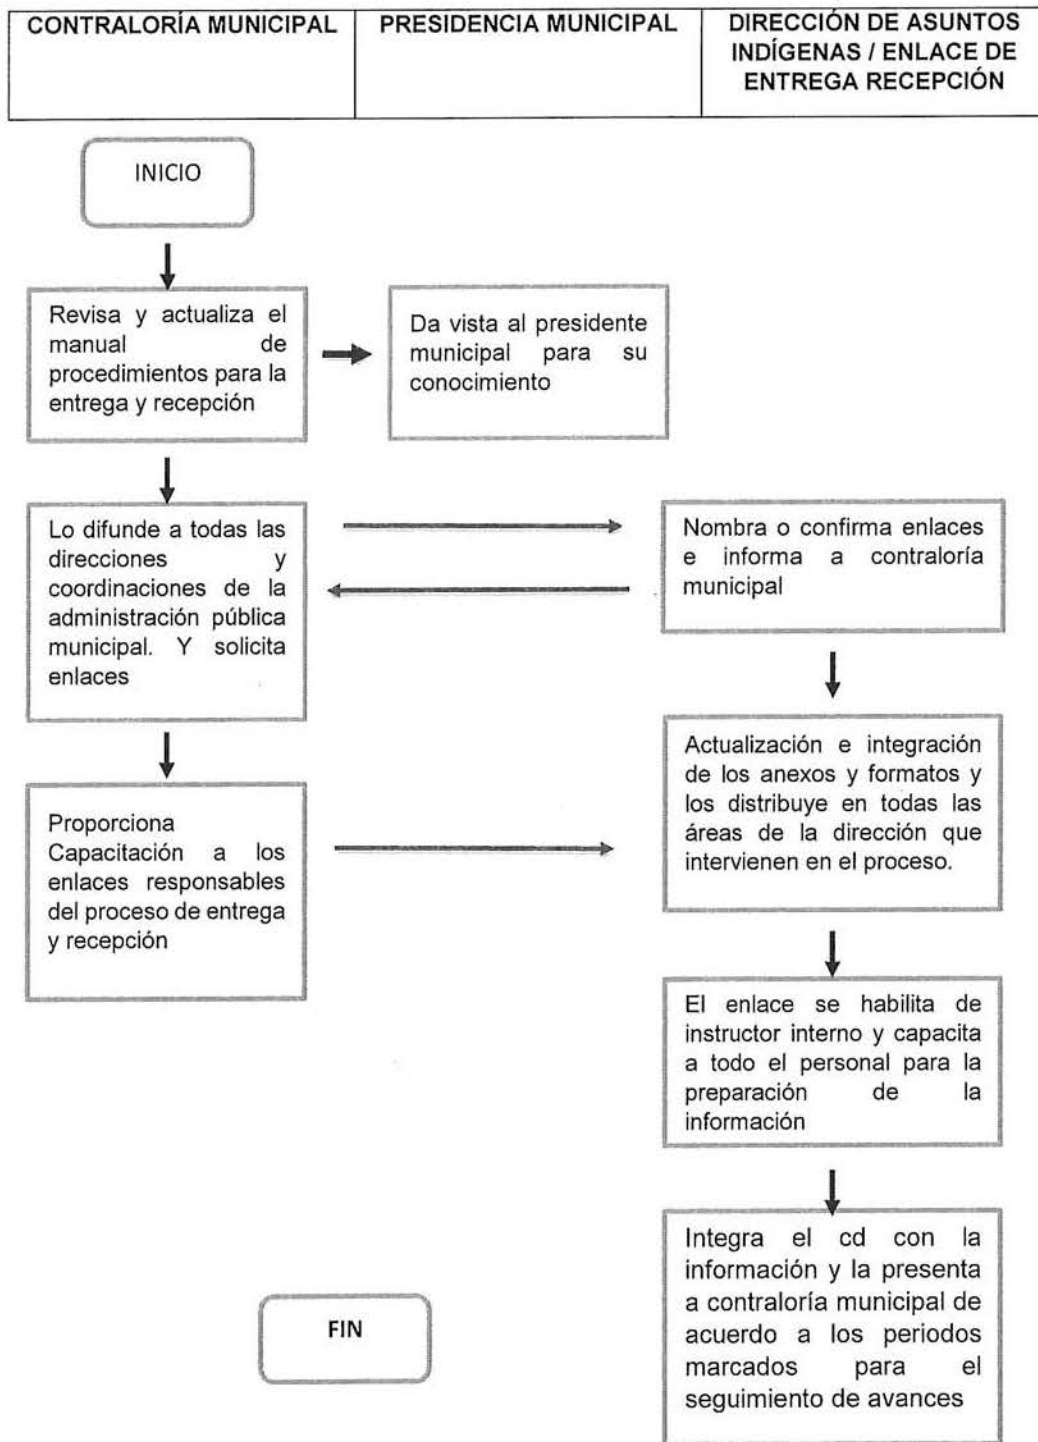 CONTRALORÍA MUNICIPAL
PRESIDENCIA MUNICIPAL
DIRECCIÓN DE ASUNTOS
INDÍGENAS / ENLACE DE
ENTREGA RECEPCIÓN
INICIO
Revisa y actualiza el
manual de
procedimientos para la
entrega y recepción
Da vista al presidente
municipal para su
conocimiento
Lo difunde a todas las
direcciones y
coordinaciones de la
administración pública
municipal. Y solicita
enlaces
Nombra o confirma enlaces
e informa a contraloría
municipal
Proporciona
Capacitación a los
enlaces responsables
del proceso de entrega
y recepción
Actualización e integración
de los anexos y formatos y
los distribuye en todas las
áreas de la dirección que
intervienen en el proceso.
El enlace se habilita de
instructor interno y capacita
a todo el personal para la
preparación de la
información
Integra el cd con la
información y la presenta
a contraloría municipal de
acuerdo a los periodos
marcados para el
seguimiento de avances
FIN